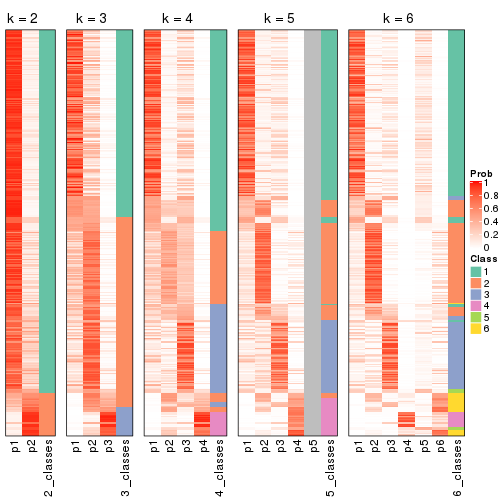 k = 2
k = 3
k = 4
k = 5
k = 6
p1
p2
2_classes
p1
p2
p3
3_classes
p1
p2
p3
p4
4_classes
p1
p2
p3
p4
p5
5_classes
p1
p2
p3
p4
p5
p6
6_classes
Prob
1
0.8
0.6
0.4
0.2
0
Class
1
2
3
4
5
6